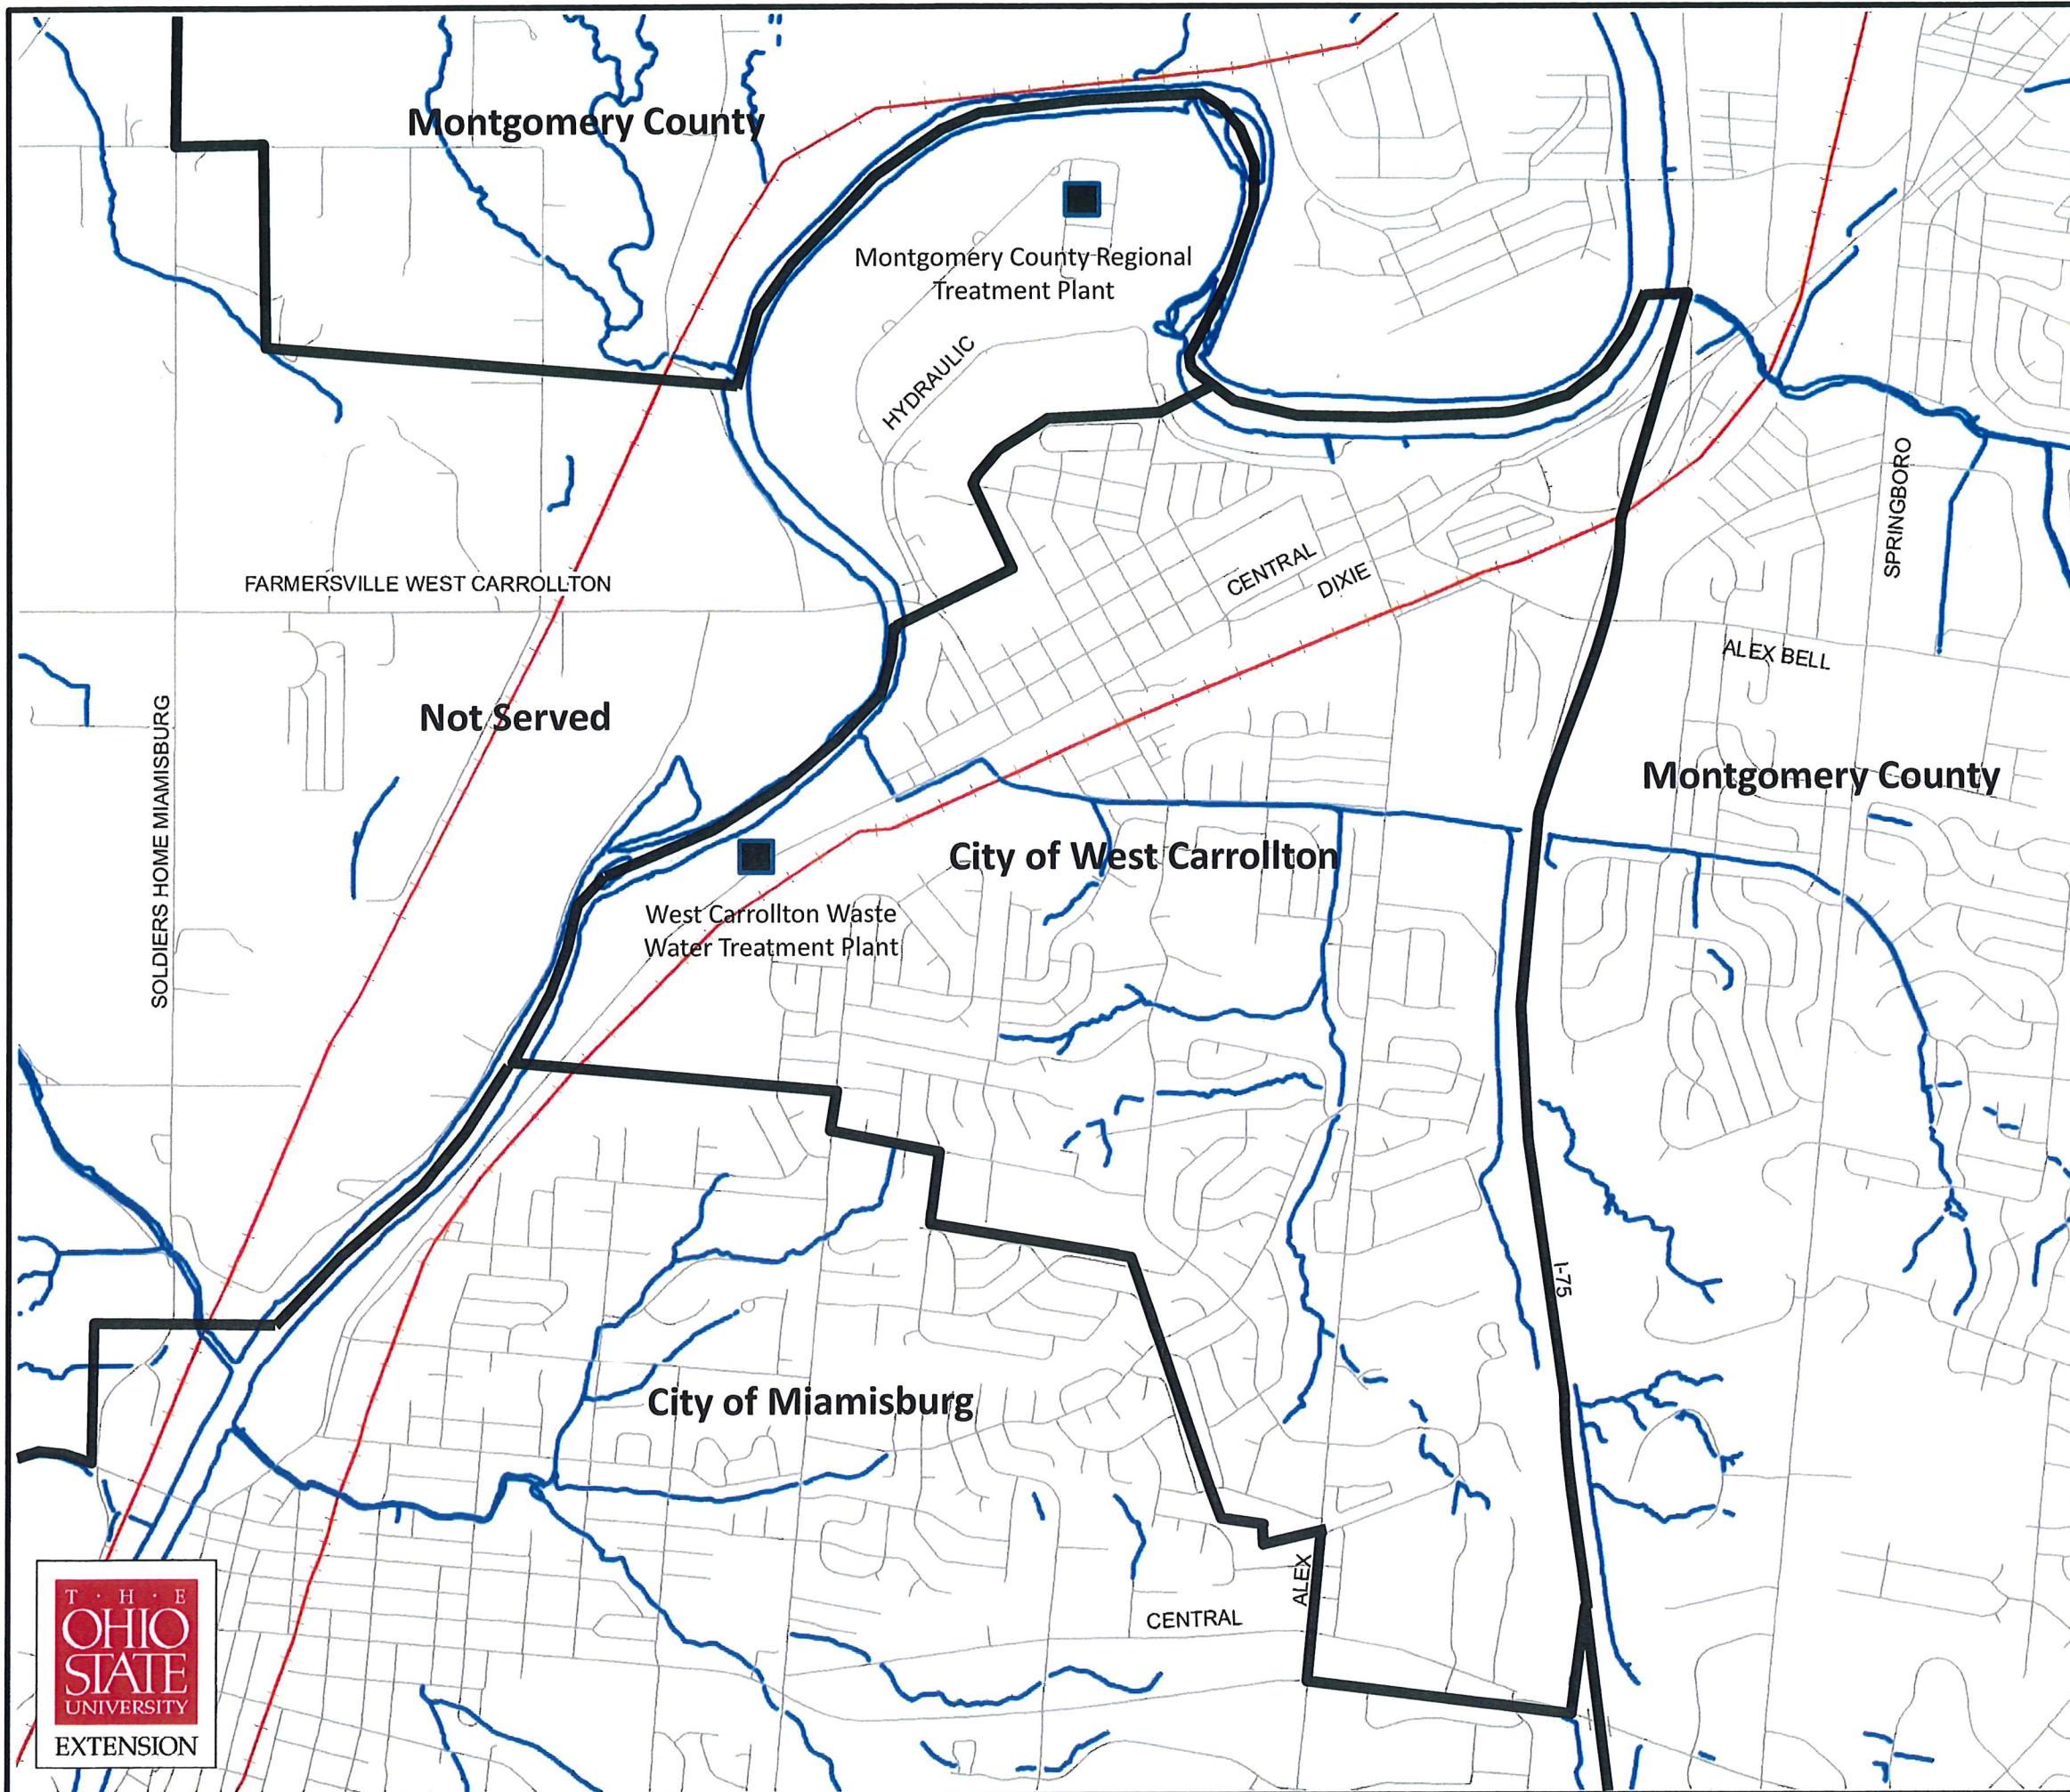 Montgomery County
Montgomery County Regional
Treatment Plant
HYDRAULIC
SPRINGBORO
CENTRAL
DIXIE
FARMERSVILLE WEST CARROLLTON
ALEX BELL
Not Served
SOLDIERS HOME MIAMISBURG
Montgomery County
City of West Carrollton
West Carrollton Waste
Water Treatment Plant
I-75
City of Miamisburg
ALEX
CENTRAL
T · H · E
OHIO
STATE
UNIVERSITY
EXTENSION